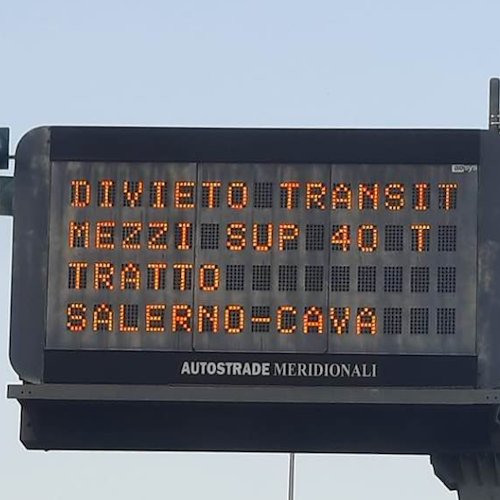 DIVIETO TRANSIT
MEZZI SUP 40 T
TRATTO
SALERNO-CAVA
AUTOSTRADE MERIDIONALI